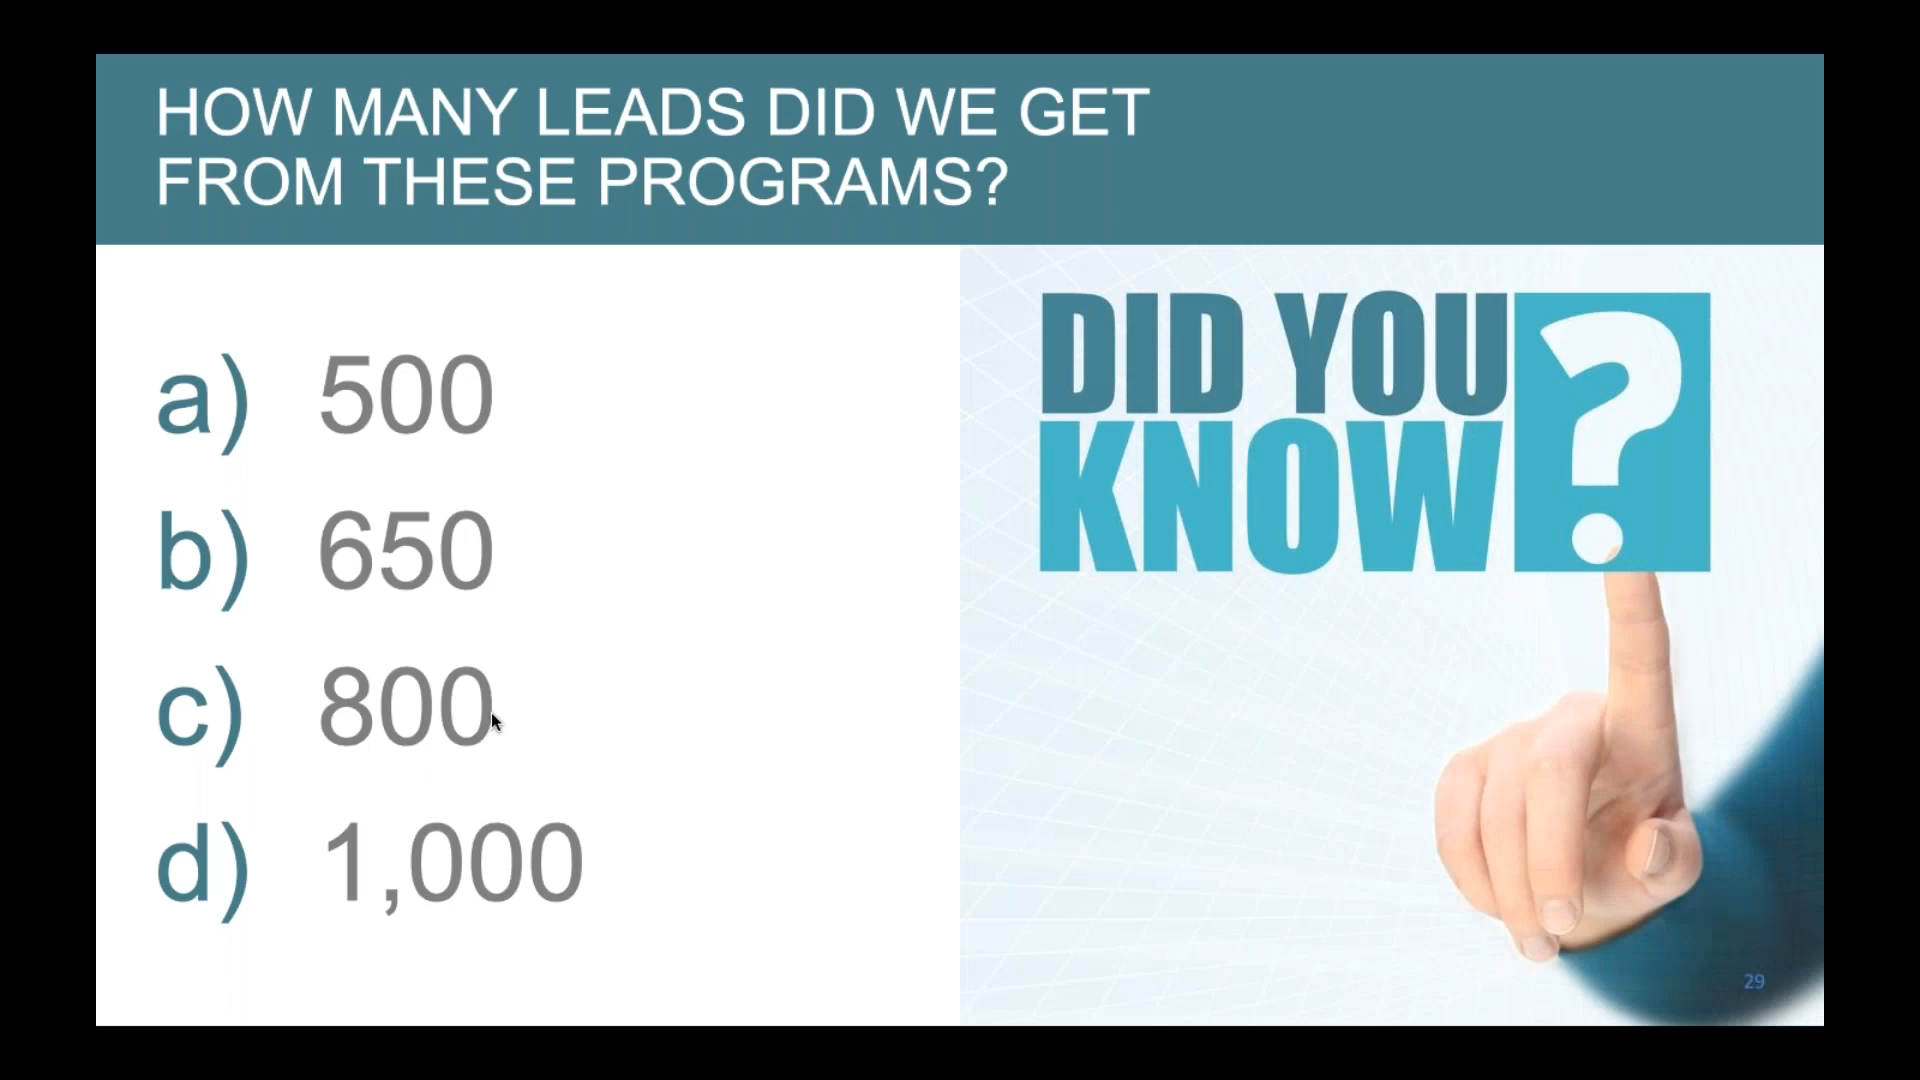 HOW MANY LEADS DID WE GET
FROM THESE PROGRAMS?
a) 500
b) 650
c) 800
d) 1,000
DID YOU
KNOW?
29